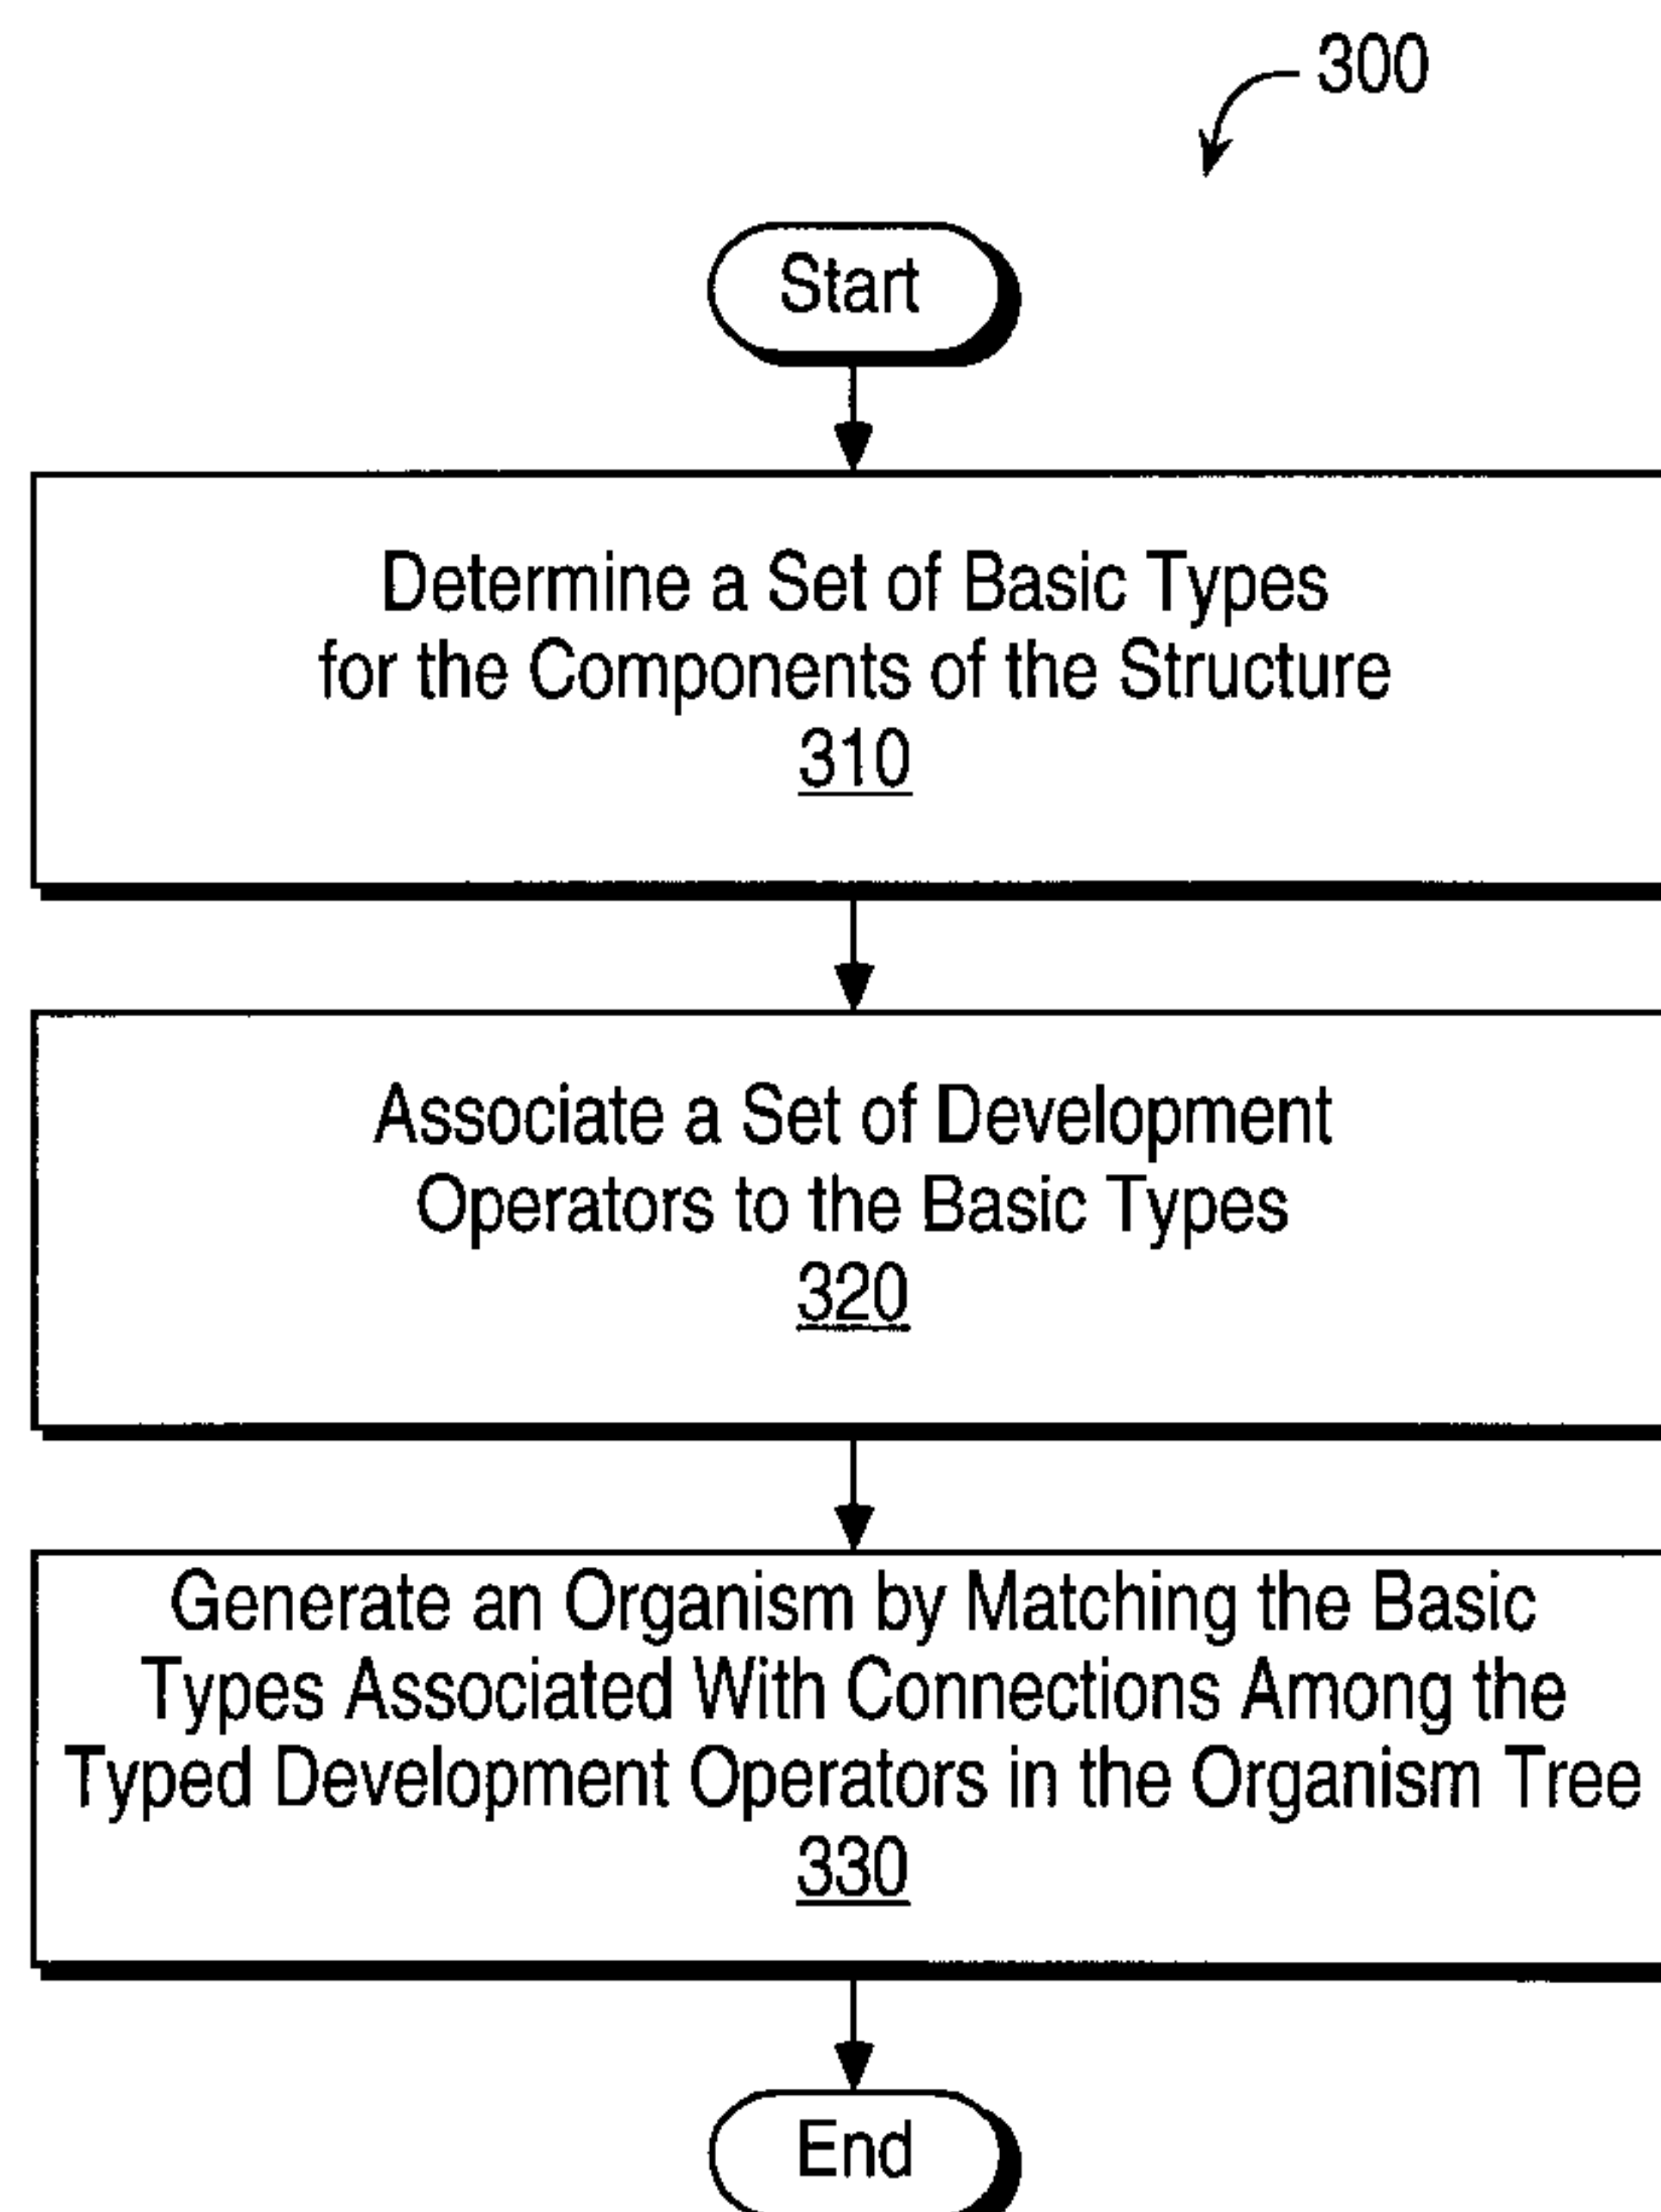 300
Start
Determine a Set of Basic Types
for the Components of the Structure
310
Associate a Set of Development
Operators to the Basic Types
320
Generate an Organism by Matching the Basic
Types Associated With Connections Among the
Typed Development Operators in the Organism Tree
330
End